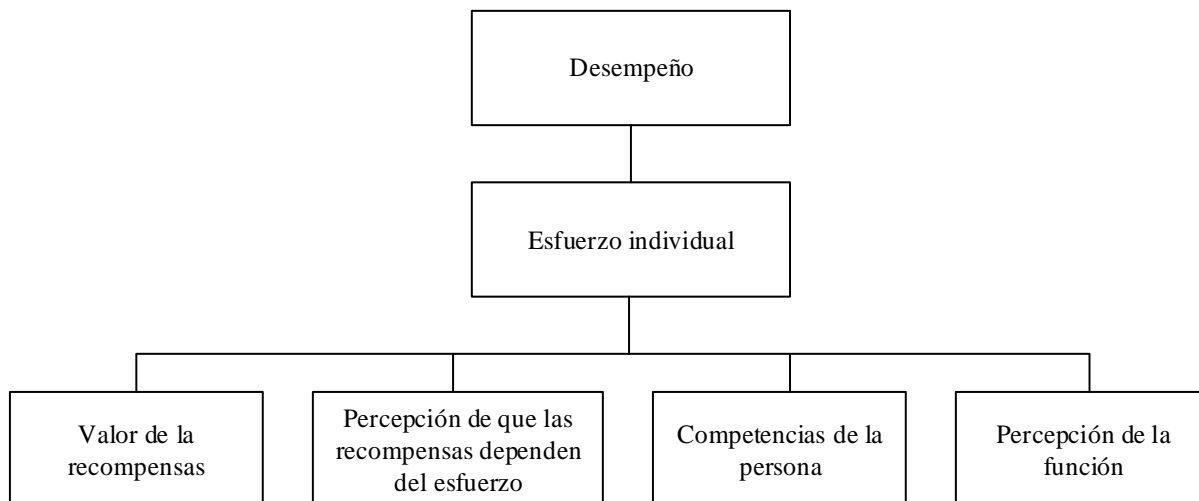 Desempeño
Esfuerzo individual
Valor de la
recompensas
Percepción de que las
recompensas dependen
del esfuerzo
Competencias de la
persona
Percepción de la
función